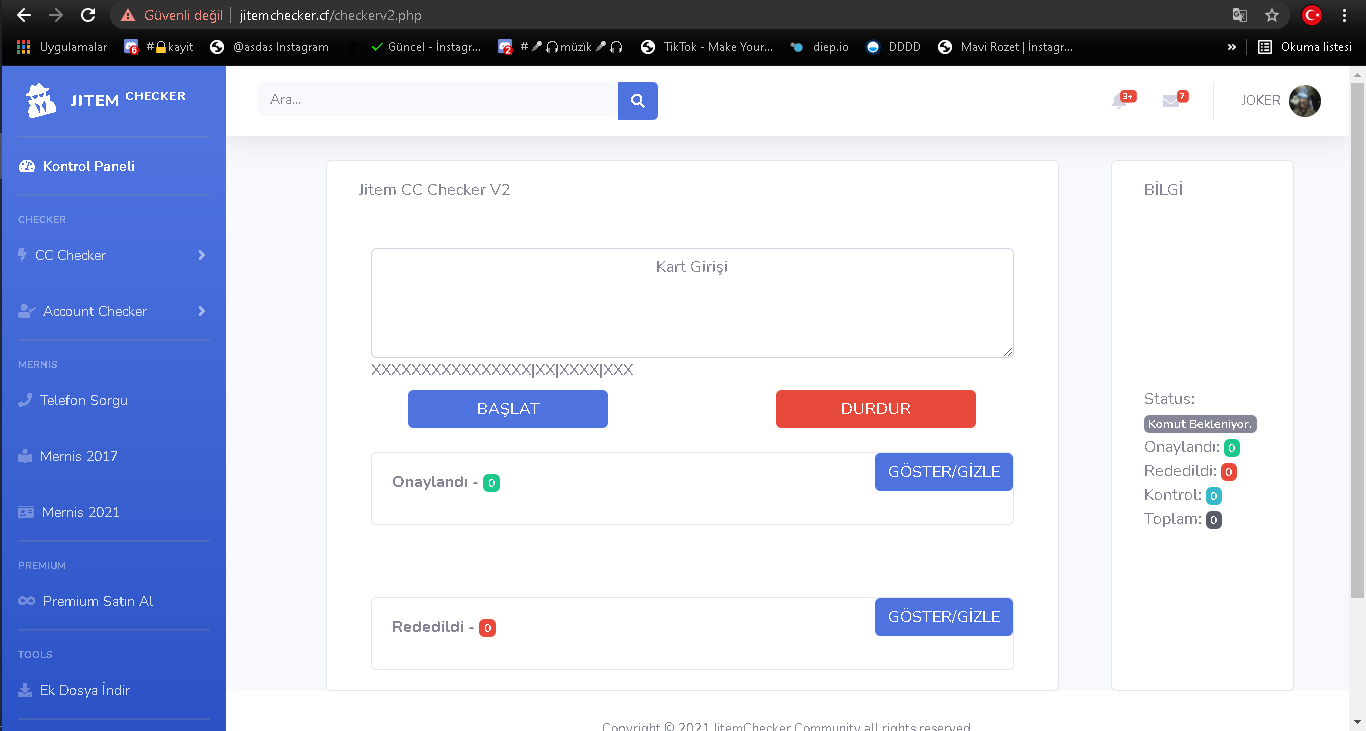 Güvenli değil | jitemchecker.cf/checkerv2.php
Uygulamalar
6 #🔒kayit
@asdas Instagram
Güncel - İnstagr...
2 #🎤🎧müzik🎤🎧
TikTok - Make Your...
diep.io
DDDD
Mavi Rozet | İnstagr...
»
Okuma listesi
JITEM CHECKER
Ara...
3+
7
JOKER
Kontrol Paneli
CHECKER
CC Checker
Account Checker
MERNIS
Telefon Sorgu
Mernis 2017
Mernis 2021
PREMIUM
Premium Satın Al
TOOLS
Ek Dosya İndir
Jitem CC Checker V2
Kart Girişi
XXXXXXXXXXXXXXXX|XX|XXXX|XXX
BAŞLAT
DURDUR
Onaylandı - 0
GÖSTER/GİZLE
Rededildi - 0
GÖSTER/GİZLE
BİLGİ
Status:
Komut Bekleniyor.
Onaylandı: 0
Rededildi: 0
Kontrol: 0
Toplam: 0
Copyright © 2021 JitemChecker Community all rights reserved